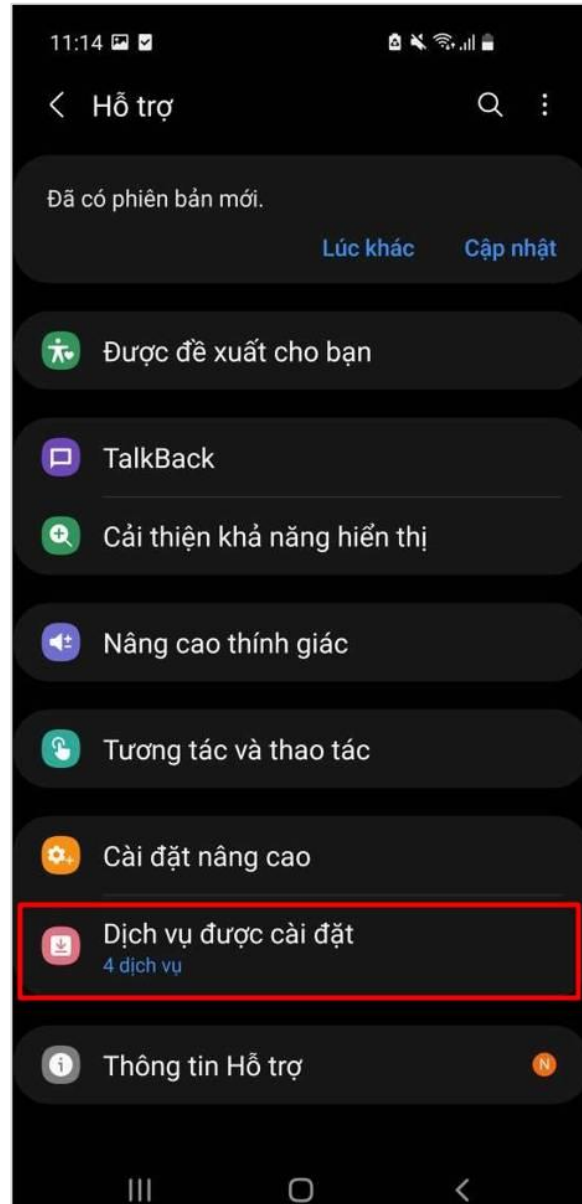 11:14
Hỗ trợ
Đã có phiên bản mới.
Lúc khác Cập nhật
Được đề xuất cho bạn
TalkBack
Cải thiện khả năng hiển thị
Nâng cao thính giác
Tương tác và thao tác
Cài đặt nâng cao
Dịch vụ được cài đặt
4 dịch vụ
Thông tin Hỗ trợ N